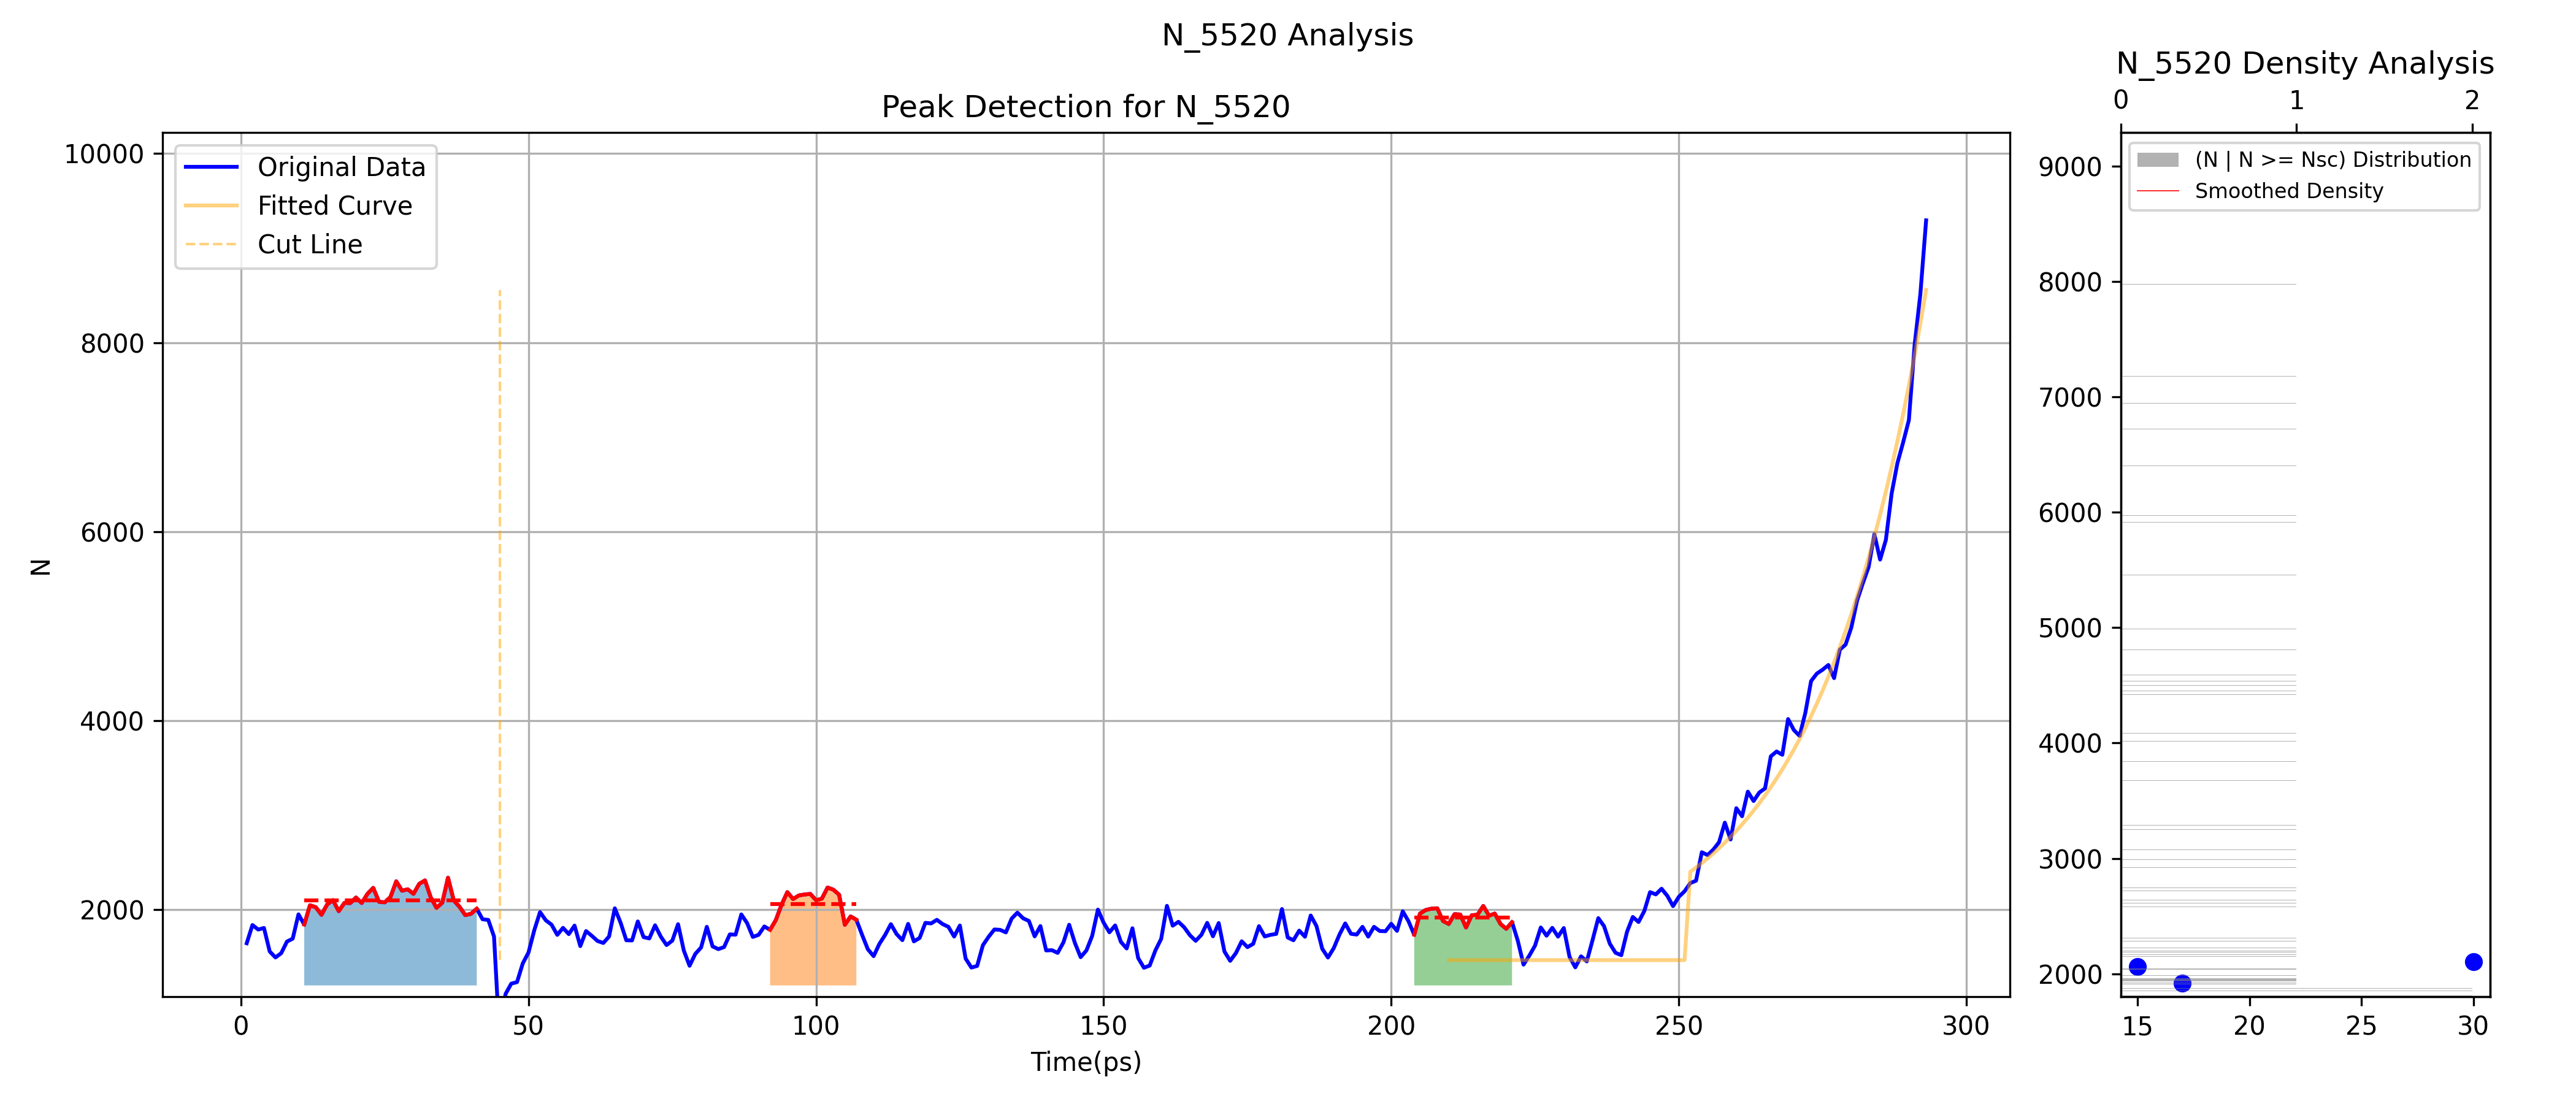 N_5520 Analysis
Peak Detection for N_5520
Original Data
Fitted Curve
Cut Line
10000
8000
6000
4000
2000
N
0 50 100 150 200 250 300
Time(ps)
N_5520 Density Analysis
0 1 2
(N | N >= Nsc) Distribution
Smoothed Density
9000
8000
7000
6000
5000
4000
3000
2000
15 20 25 30